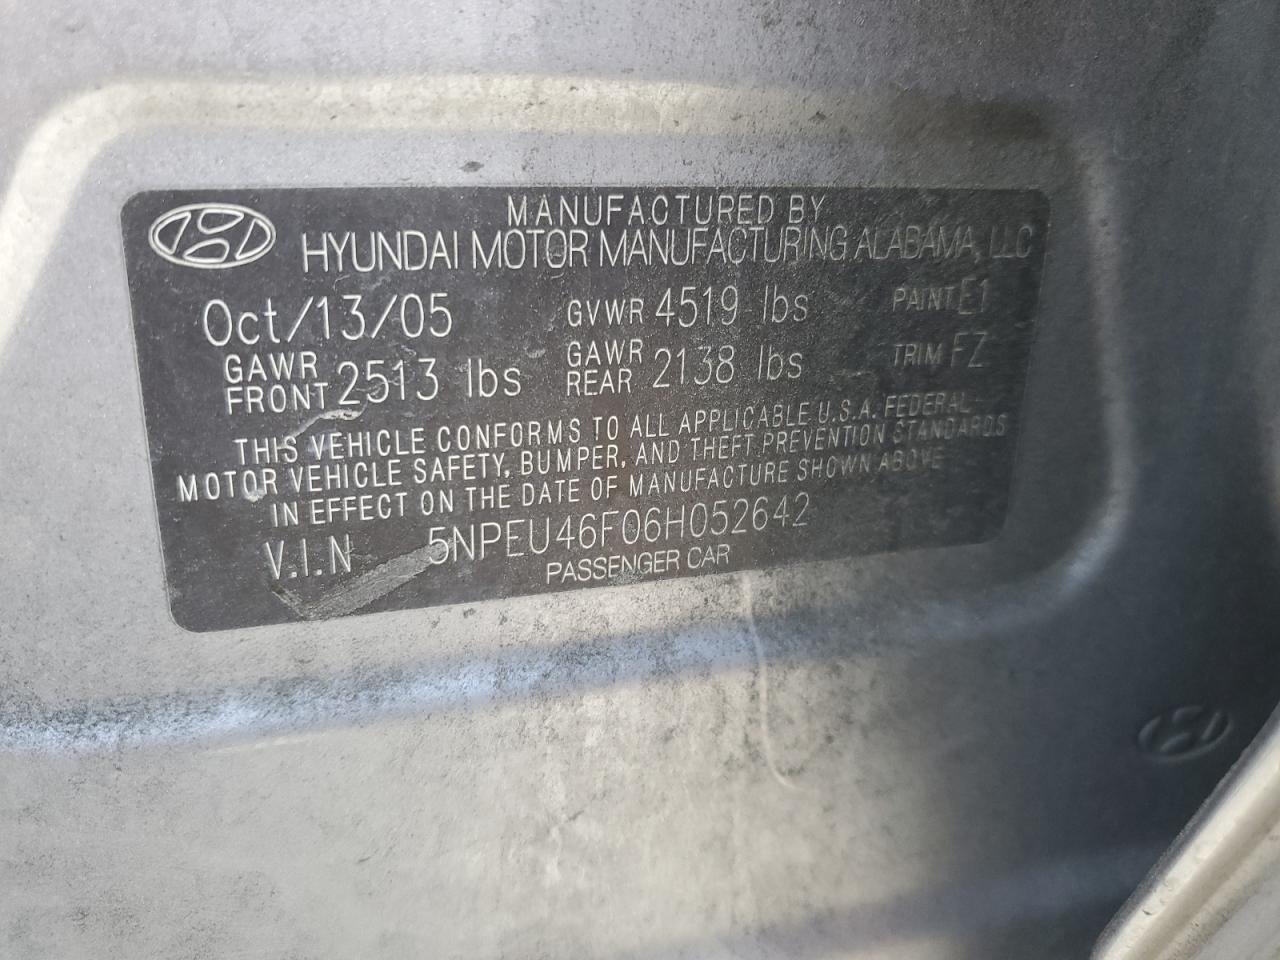 MANUFACTURED BY
HYUNDAI MOTOR MANUFACTURING ALABAMA, LLC
Oct/13/05 GVWR 4519 lbs PAINT E1
GAWR FRONT 2513 lbs GAWR REAR 2138 lbs TRIM FZ
THIS VEHICLE CONFORMS TO ALL APPLICABLE U.S.A. FEDERAL
MOTOR VEHICLE SAFETY, BUMPER, AND THEFT PREVENTION STANDARDS
IN EFFECT ON THE DATE OF MANUFACTURE SHOWN ABOVE
V.I.N 5NPEU46F06H052642
PASSENGER CAR